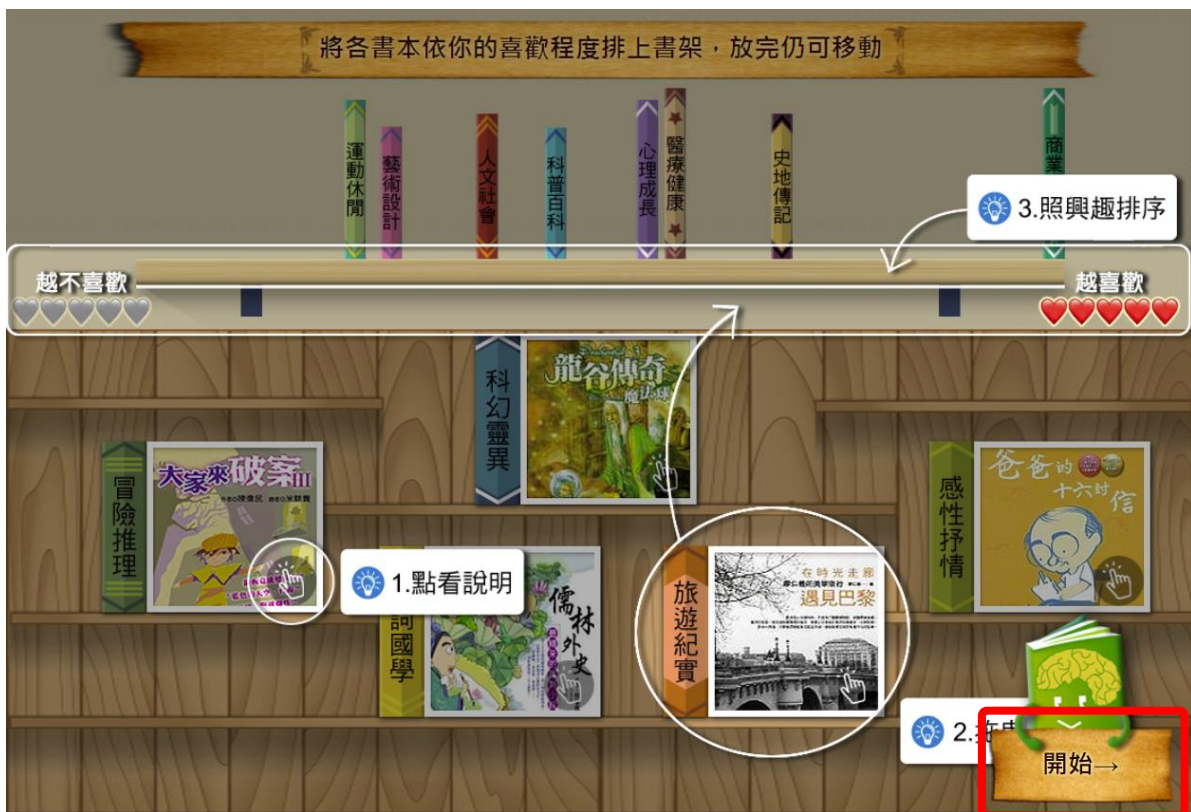 將各書本依你的喜歡程度排上書架，放完仍可移動
運動休閒
藝術設計
人文社會
科普百科
心理成長
醫療健康
史地傳記
商業
3.照興趣排序
越不喜歡
越喜歡
科幻靈異
龍谷傳奇
魔法球
冒險推理
大家來破案III
1.點看說明
詞國學
儒林外史
旅遊紀實
在時光走廊
遇見巴黎
感性抒情
爸爸的
十六封
信
2.拖曳
開始→